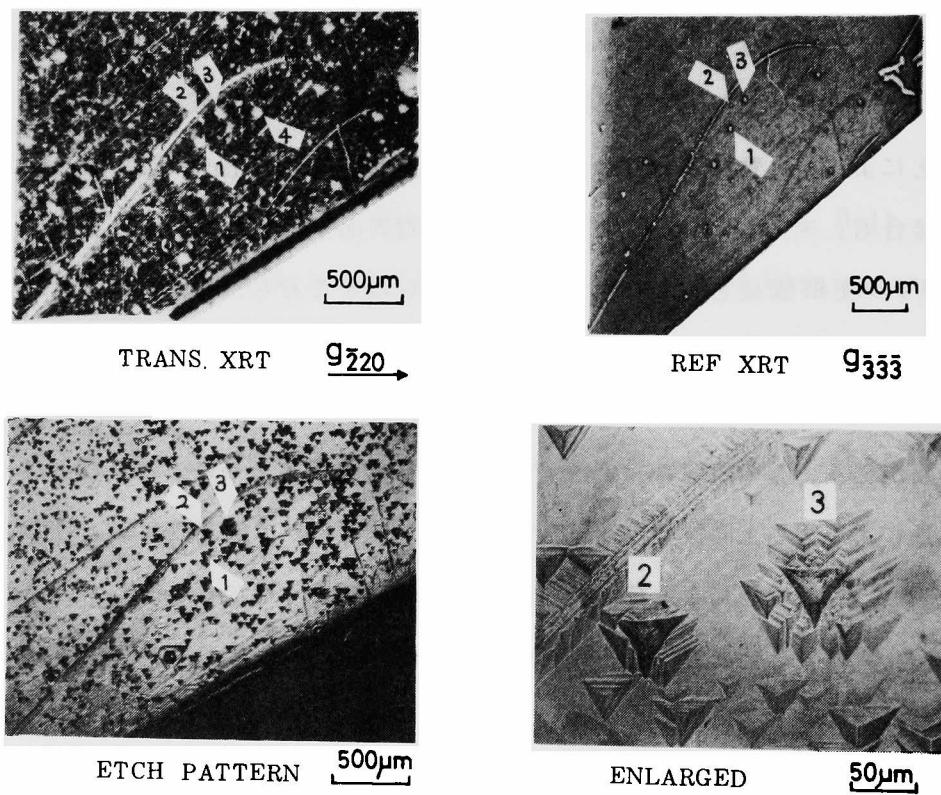 2
3
4
1
500μm
TRANS. XRT g2̄20
2
3
1
500μm
REF XRT g3̄3̄3̄
2
3
1
ETCH PATTERN 500μm
2
3
ENLARGED 50μm